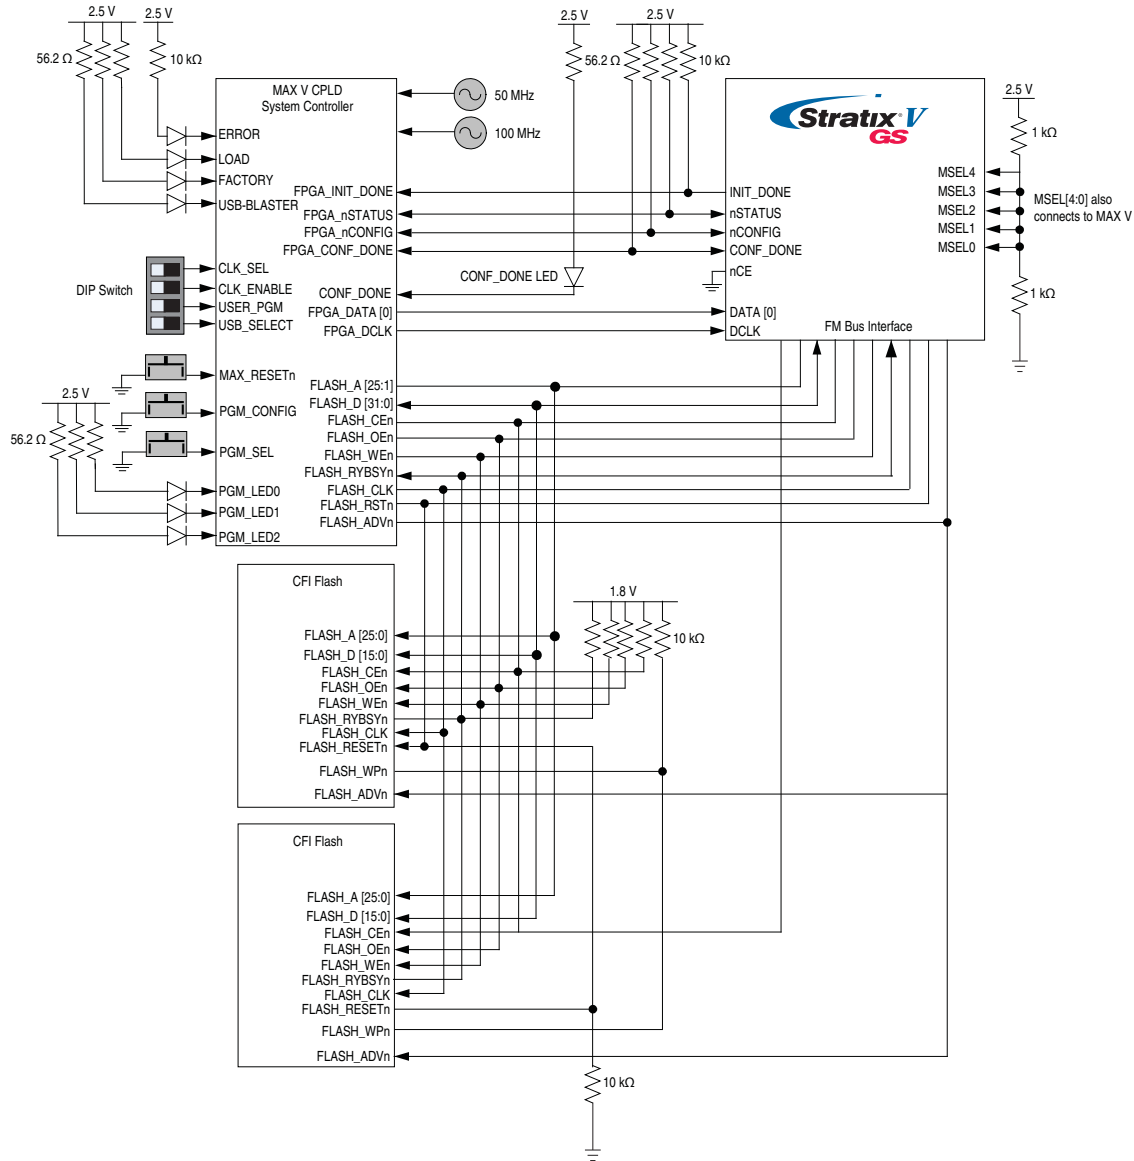 2.5 V
2.5 V
2.5 V
2.5 V
56.2 Ω
10 kΩ
56.2 Ω
10 kΩ
MAX V CPLD
System Controller
50 MHz
100 MHz
Stratix V
GS
2.5 V
1 kΩ
ERROR
LOAD
FACTORY
USB-BLASTER
FPGA_INIT_DONE
FPGA_nSTATUS
FPGA_nCONFIG
FPGA_CONF_DONE
INIT_DONE
nSTATUS
nCONFIG
CONF_DONE
nCE
MSEL4
MSEL3
MSEL2
MSEL1
MSEL0
MSEL[4:0] also
connects to MAX V
1 kΩ
DIP Switch
CLK_SEL
CLK_ENABLE
USER_PGM
USB_SELECT
CONF_DONE LED
CONF_DONE
FPGA_DATA [0]
FPGA_DCLK
DATA [0]
DCLK
FM Bus Interface
MAX_RESETn
PGM_CONFIG
PGM_SEL
2.5 V
56.2 Ω
PGM_LED0
PGM_LED1
PGM_LED2
FLASH_A [25:1]
FLASH_D [31:0]
FLASH_CEn
FLASH_OEn
FLASH_WEn
FLASH_RYBSYn
FLASH_CLK
FLASH_RSTn
FLASH_ADVn
CFI Flash
1.8 V
10 kΩ
FLASH_A [25:0]
FLASH_D [15:0]
FLASH_CEn
FLASH_OEn
FLASH_WEn
FLASH_RYBSYn
FLASH_CLK
FLASH_RESETn
FLASH_WPn
FLASH_ADVn
CFI Flash
FLASH_A [25:0]
FLASH_D [15:0]
FLASH_CEn
FLASH_OEn
FLASH_WEn
FLASH_RYBSYn
FLASH_CLK
FLASH_RESETn
FLASH_WPn
FLASH_ADVn
10 kΩ